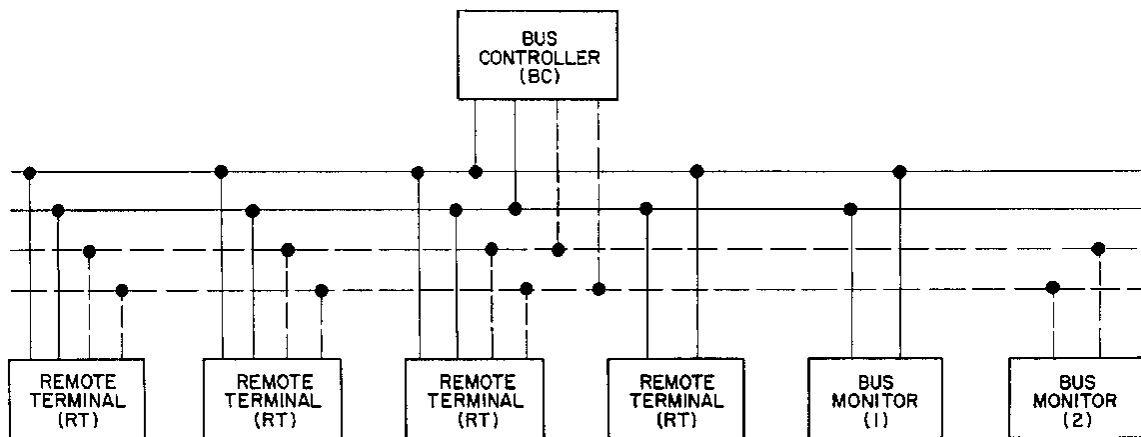 BUS
CONTROLLER
(BC)
REMOTE
TERMINAL
(RT)
REMOTE
TERMINAL
(RT)
REMOTE
TERMINAL
(RT)
REMOTE
TERMINAL
(RT)
BUS
MONITOR
(1)
BUS
MONITOR
(2)